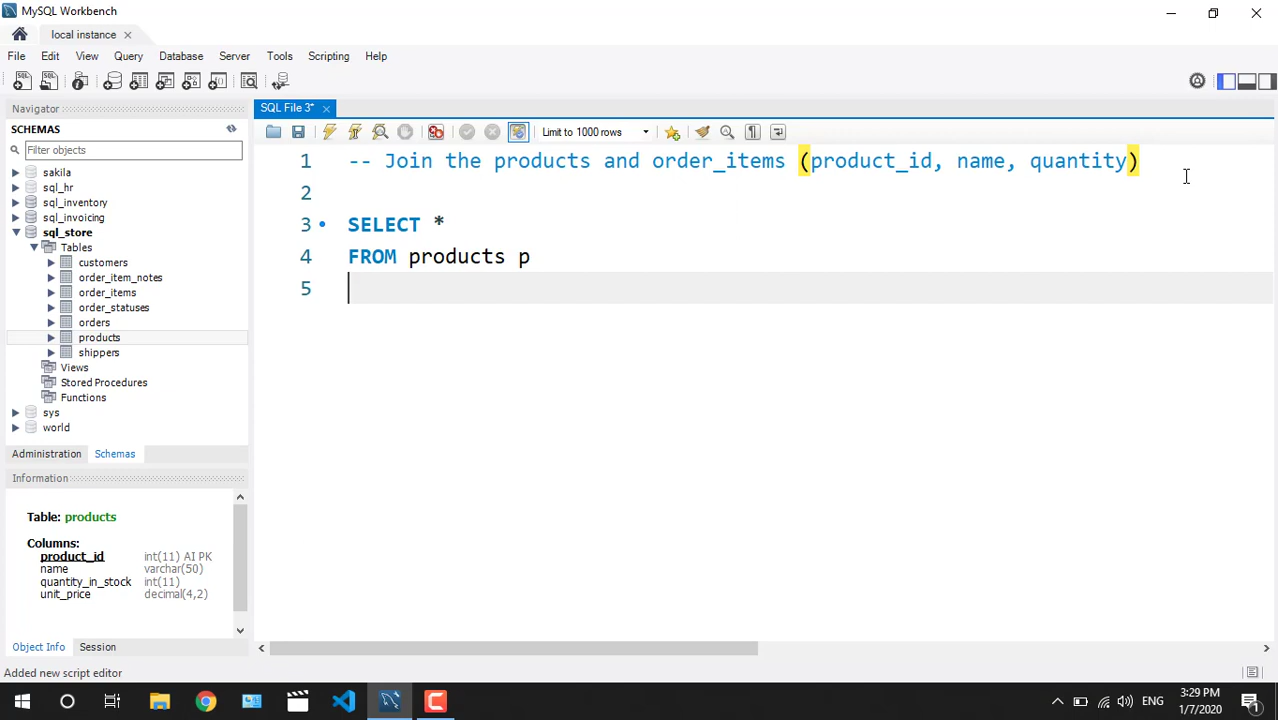 MySQL Workbench
local instance
File Edit View Query Database Server Tools Scripting Help
Navigator
SCHEMAS
Filter objects
sakila
sql_hr
sql_inventory
sql_invoicing
sql_store
Tables
customers
order_item_notes
order_items
order_statuses
orders
products
shippers
Views
Stored Procedures
Functions
sys
world
Administration Schemas
Information
Table: products
Columns:
product_id int(11) AI PK
name varchar(50)
quantity_in_stock int(11)
unit_price decimal(4,2)
Object Info Session
SQL File 3*
Limit to 1000 rows
1 -- Join the products and order_items (product_id, name, quantity)
2
3 SELECT *
4 FROM products p
5
Added new script editor
ENG
3:29 PM
1/7/2020
1